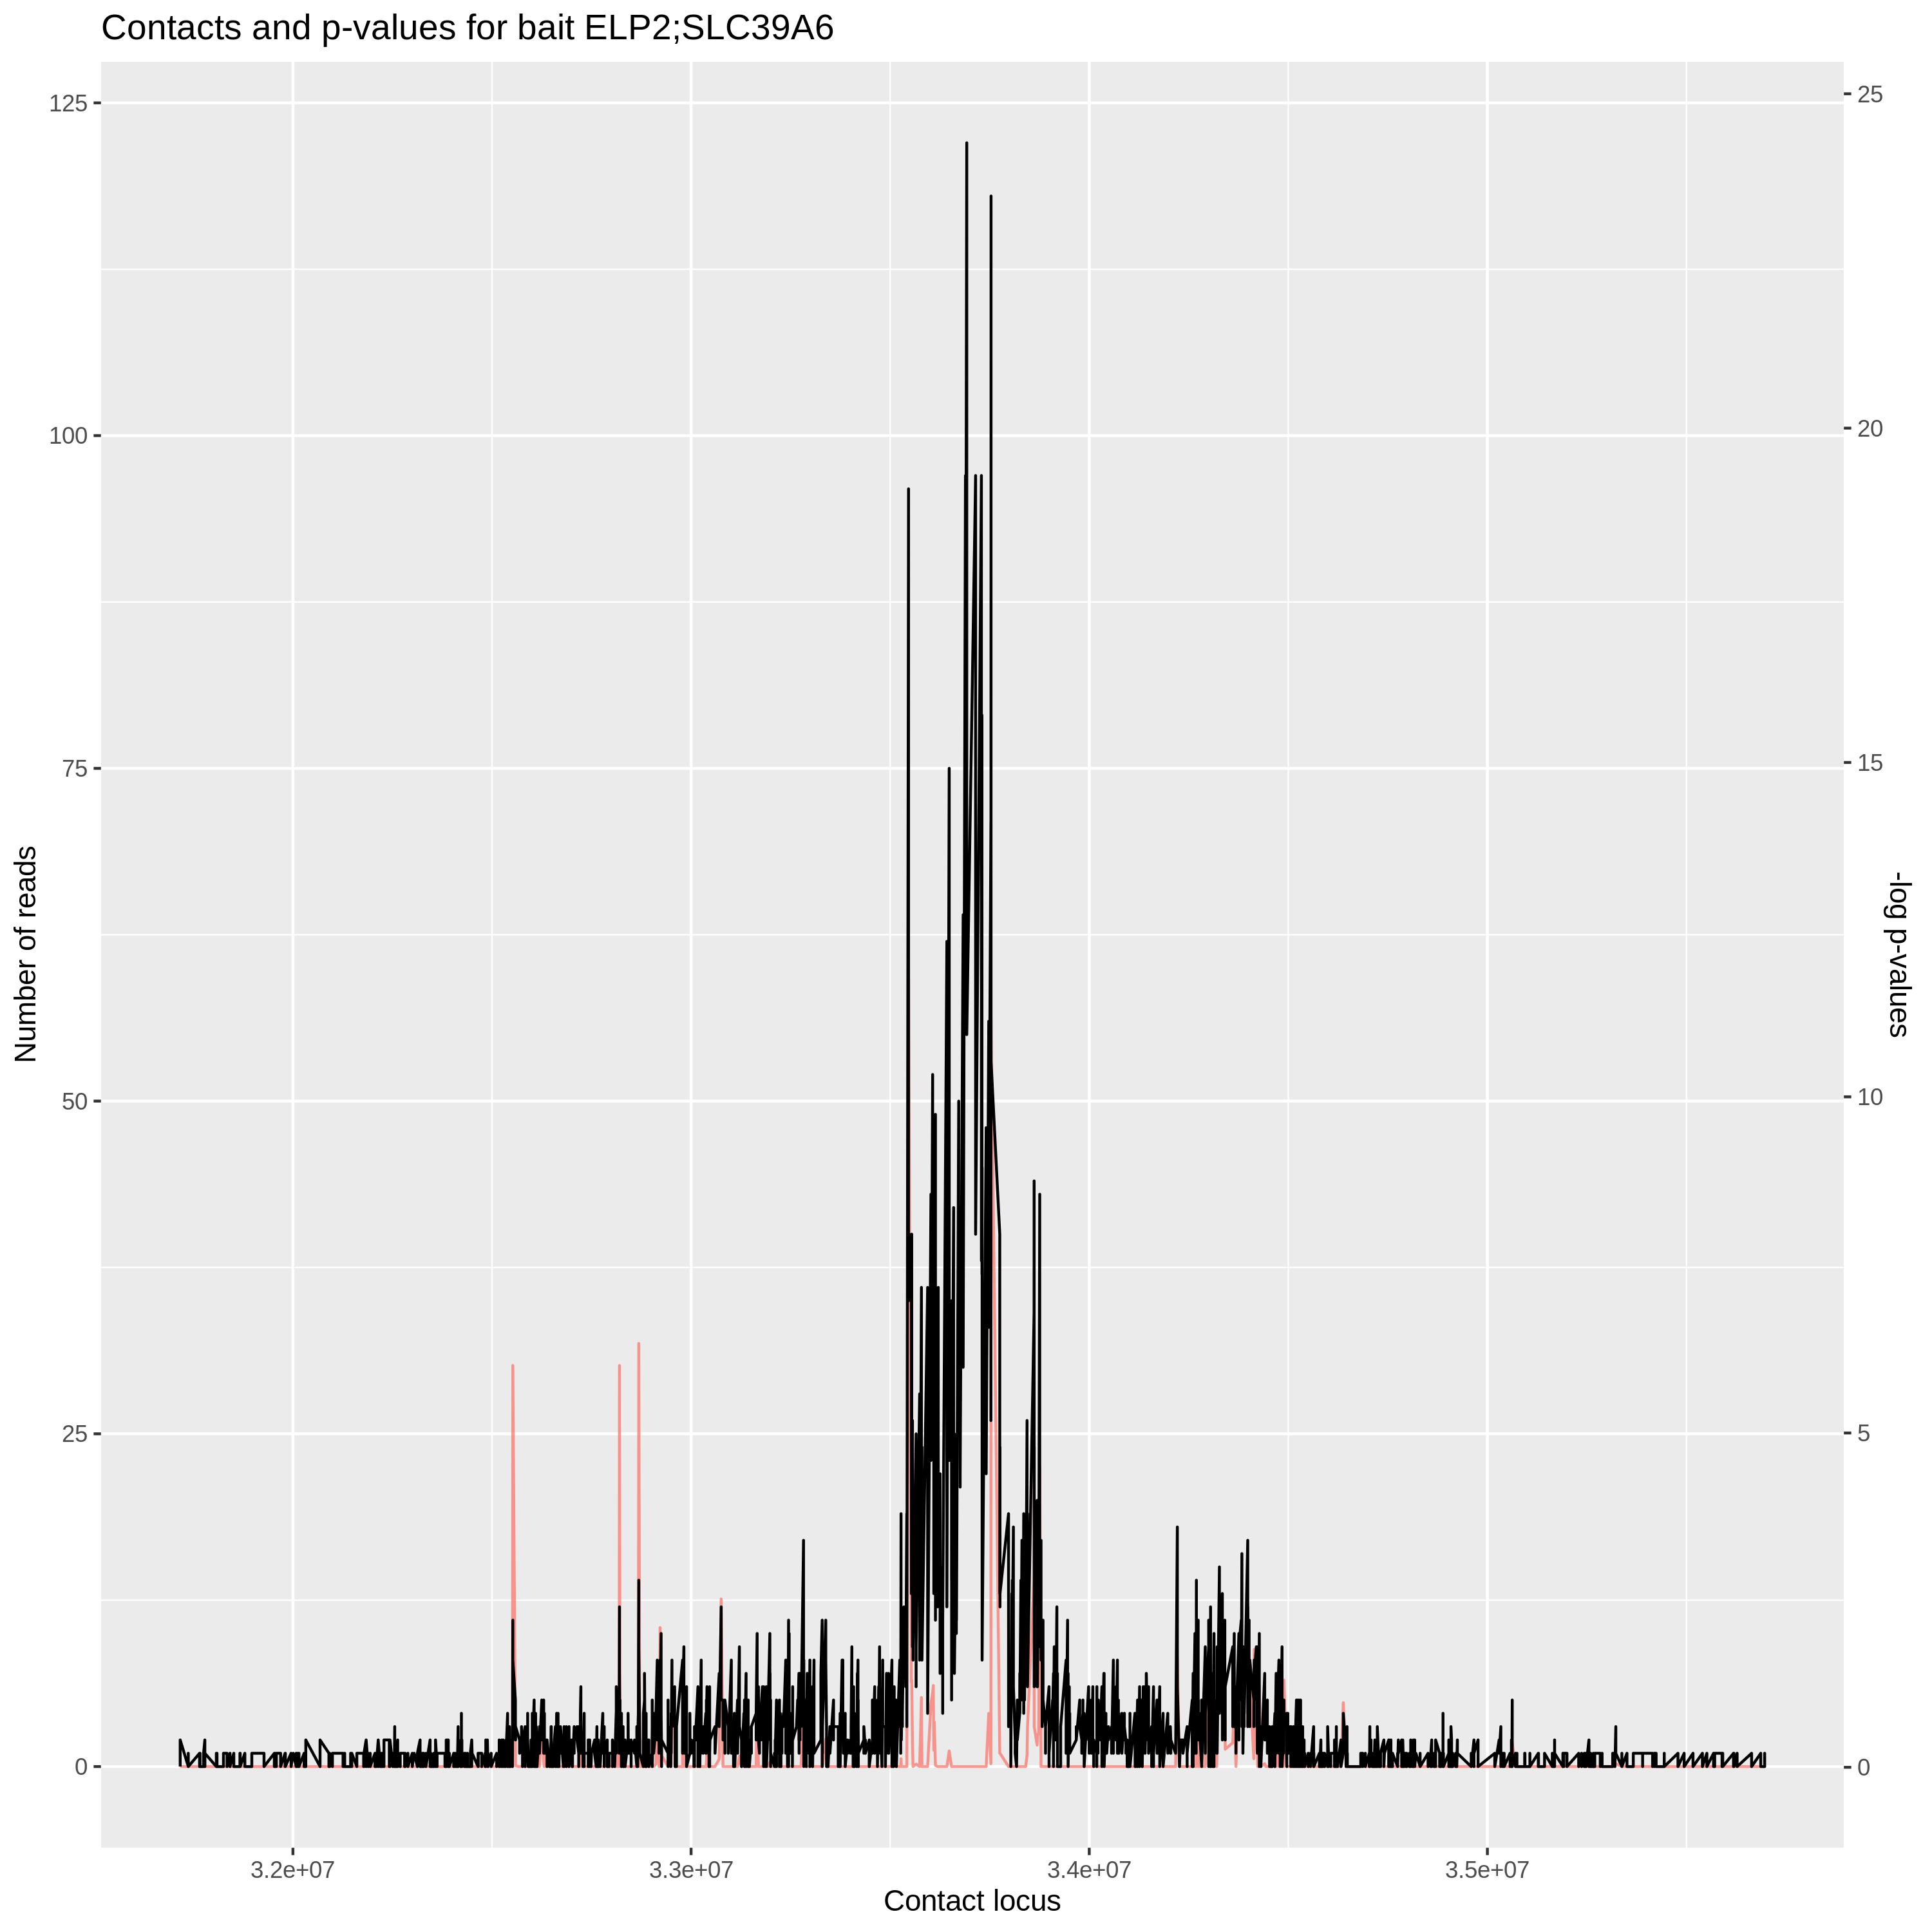 Contacts and p-values for bait ELP2;SLC39A6
125
100
75
50
25
0
Number of reads
25
20
15
10
5
0
-log p-values
3.2e+07
3.3e+07
3.4e+07
3.5e+07
Contact locus